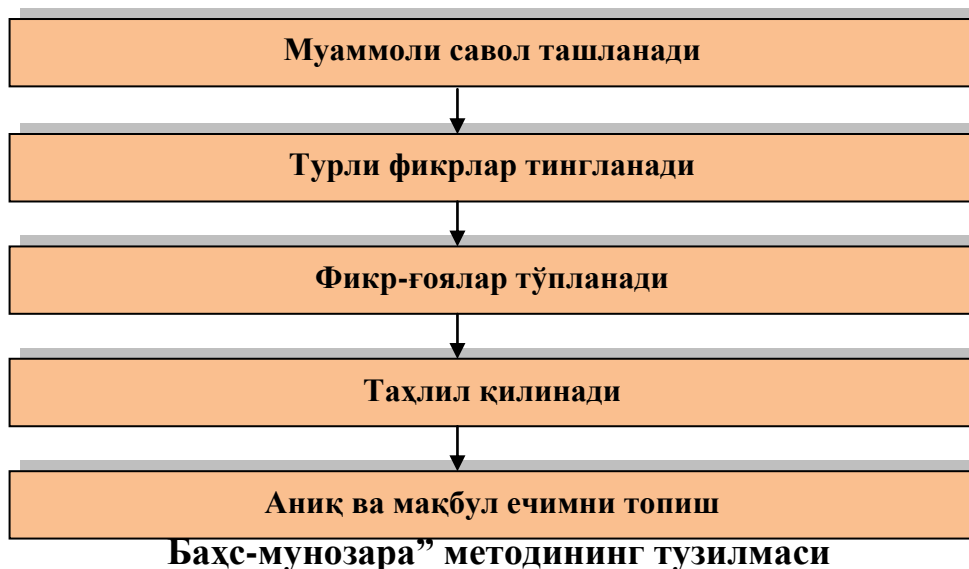 Муаммоли савол ташланади
Турли фикрлар тингланади
Фикр-ғоялар тўпланади
Таҳлил қилинади
Аниқ ва мақбул ечимни топиш
Баҳс-мунозара” методининг тузилмаси